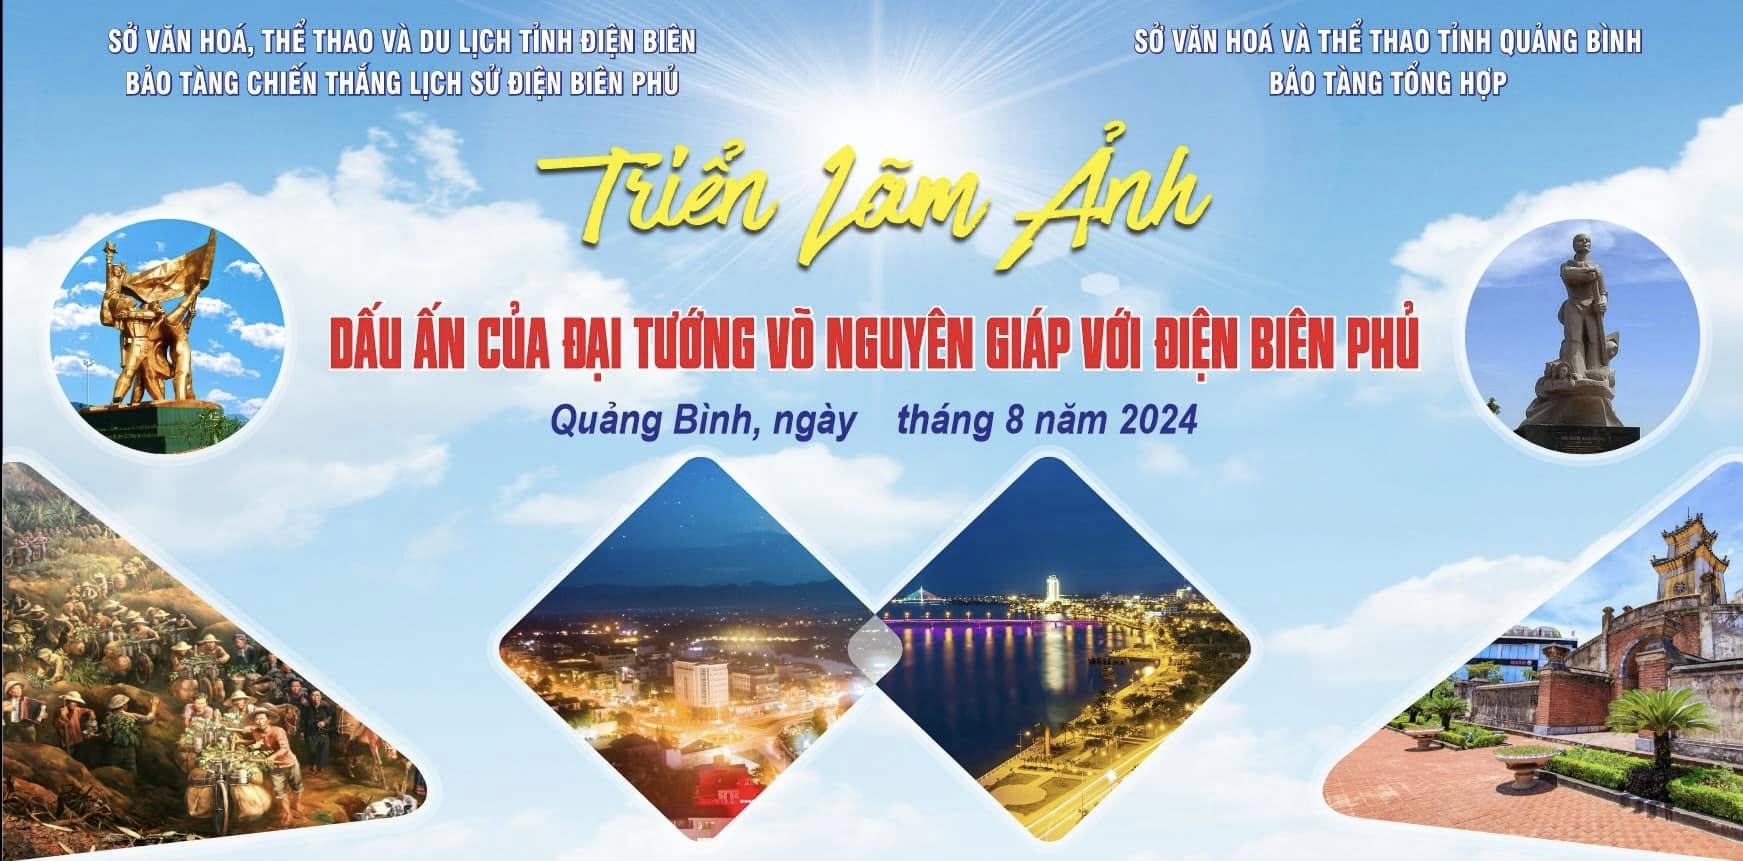 SỞ VĂN HOÁ, THỂ THAO VÀ DU LỊCH TỈNH ĐIỆN BIÊN
BẢO TÀNG CHIẾN THẮNG LỊCH SỬ ĐIỆN BIÊN PHỦ
SỞ VĂN HOÁ VÀ THỂ THAO TỈNH QUẢNG BÌNH
BẢO TÀNG TỔNG HỢP
Triển Lãm Ảnh
DẤU ẤN CỦA ĐẠI TƯỚNG VÕ NGUYÊN GIÁP VỚI ĐIỆN BIÊN PHỦ
Quảng Bình, ngày tháng 8 năm 2024